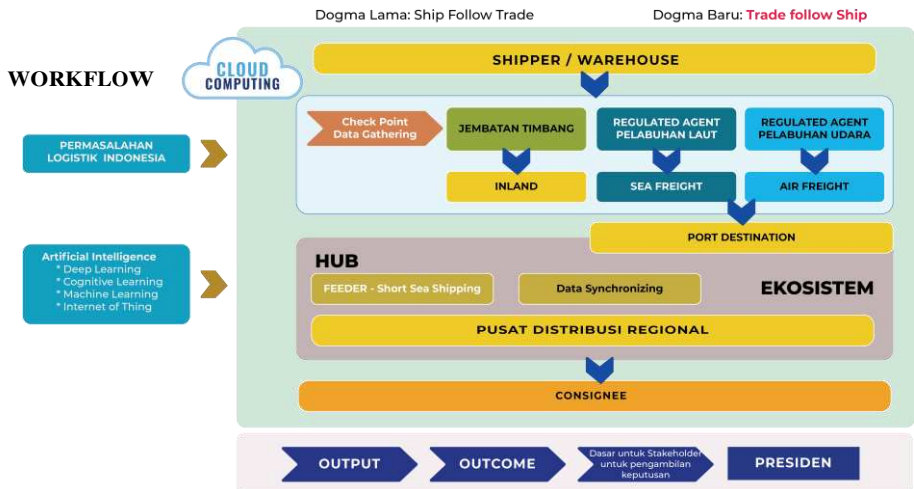 Dogma Lama: Ship Follow Trade
Dogma Baru: Trade follow Ship
WORKFLOW
CLOUD
COMPUTING
SHIPPER / WAREHOUSE
Check Point
Data Gathering
JEMBATAN TIMBANG
REGULATED AGENT
PELABUHAN LAUT
REGULATED AGENT
PELABUHAN UDARA
PERMASALAHAN
LOGISTIK INDONESIA
INLAND
SEA FREIGHT
AIR FREIGHT
PORT DESTINATION
Artificial Intelligence
* Deep Learning
* Cognitive Learning
* Machine Learning
* Internet of Thing
HUB
FEEDER - Short Sea Shipping
Data Synchronizing
EKOSISTEM
PUSAT DISTRIBUSI REGIONAL
CONSIGNEE
OUTPUT
OUTCOME
Dasar untuk Stakeholder
untuk pengambilan
keputusan
PRESIDEN